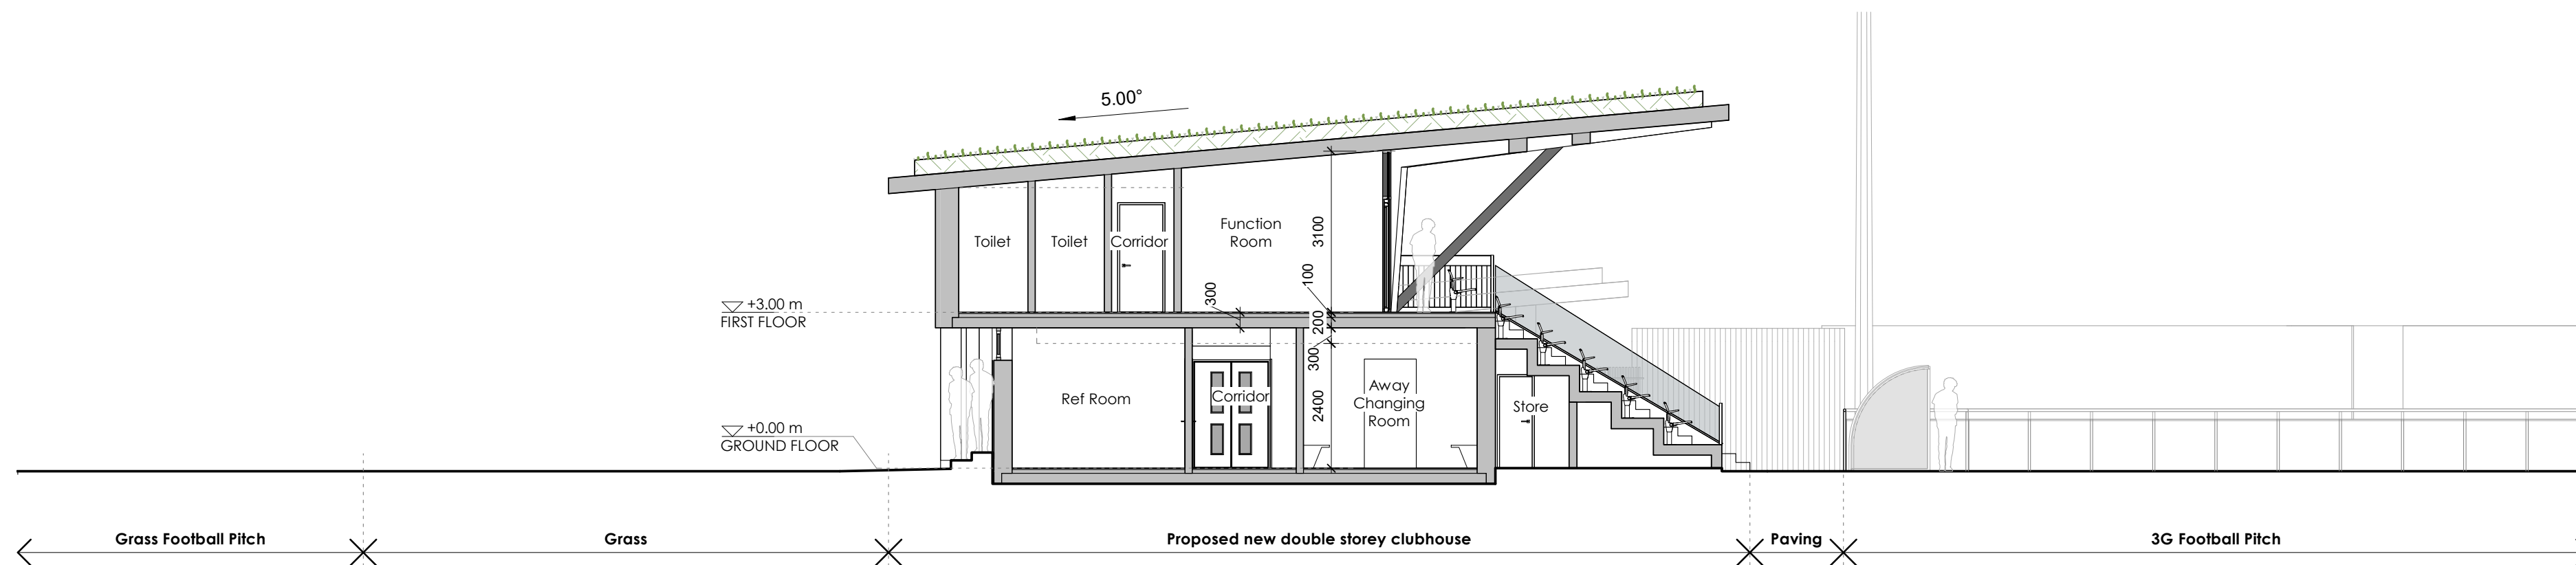 5.00°
Toilet
Toilet
Corridor
Function
Room
3100
100
300
200
300
2400
+3.00 m
FIRST FLOOR
+0.00 m
GROUND FLOOR
Ref Room
Corridor
Away
Changing
Room
Store
Grass Football Pitch
Grass
Proposed new double storey clubhouse
Paving
3G Football Pitch